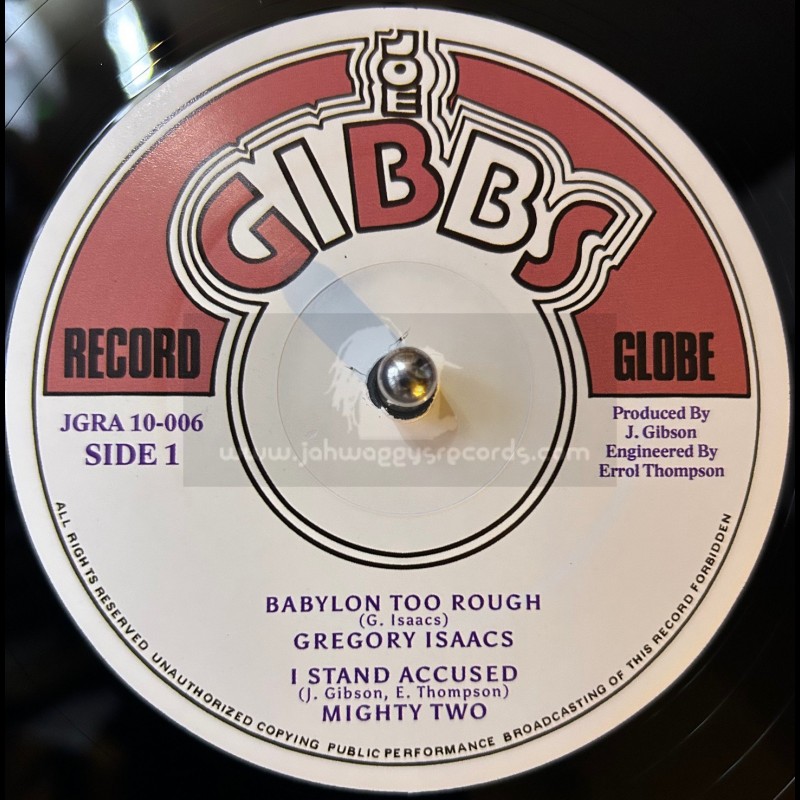 JOE
GIBBS
RECORD GLOBE
JGRA 10-006
SIDE 1
Produced By
J. Gibson
Engineered By
Errol Thompson
www.jahwaggysrecords.com
BABYLON TOO ROUGH
(G. Isaacs)
GREGORY ISAACS
I STAND ACCUSED
(J. Gibson, E. Thompson)
MIGHTY TWO
ALL RIGHTS RESERVED UNAUTHORIZED COPYING PUBLIC PERFORMANCE BROADCASTING OF THIS RECORD FORBIDDEN